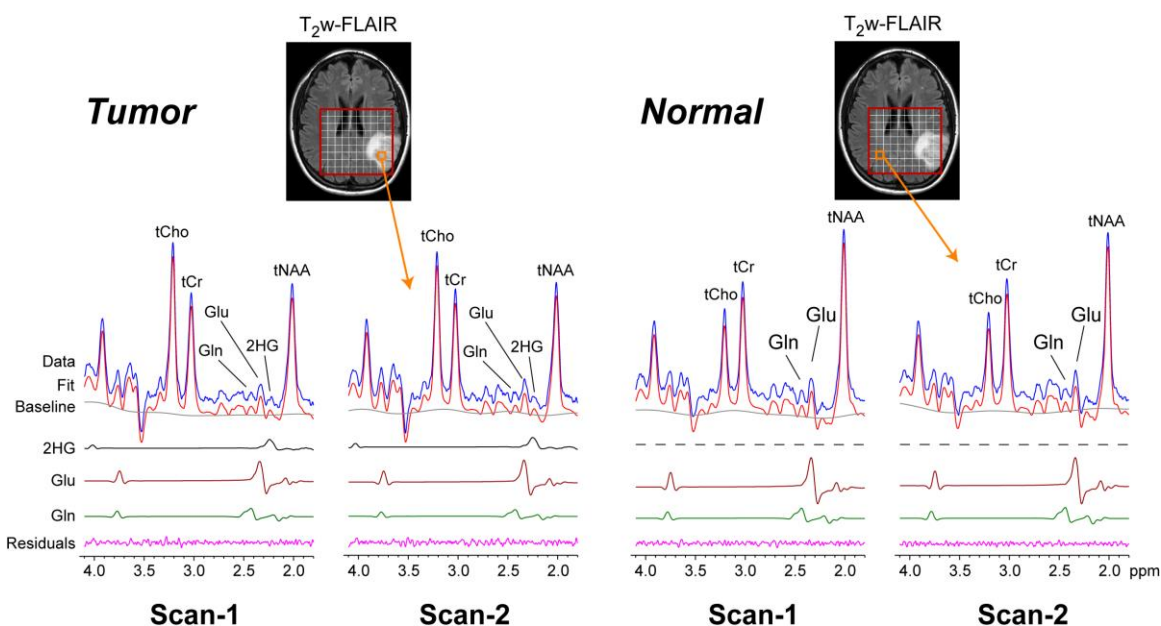 T2w-FLAIR
T2w-FLAIR
Tumor
Normal
tCho
tCr
tNAA
Glu
2HG
Gln
tCho
tCr
tNAA
Glu
2HG
Gln
tNAA
tCr
tCho
Glu
Gln
tNAA
tCr
tCho
Glu
Gln
Data
Fit
Baseline
2HG
Glu
Gln
Residuals
4.0 3.5 3.0 2.5 2.0
4.0 3.5 3.0 2.5 2.0
4.0 3.5 3.0 2.5 2.0
4.0 3.5 3.0 2.5 2.0 ppm
Scan-1
Scan-2
Scan-1
Scan-2